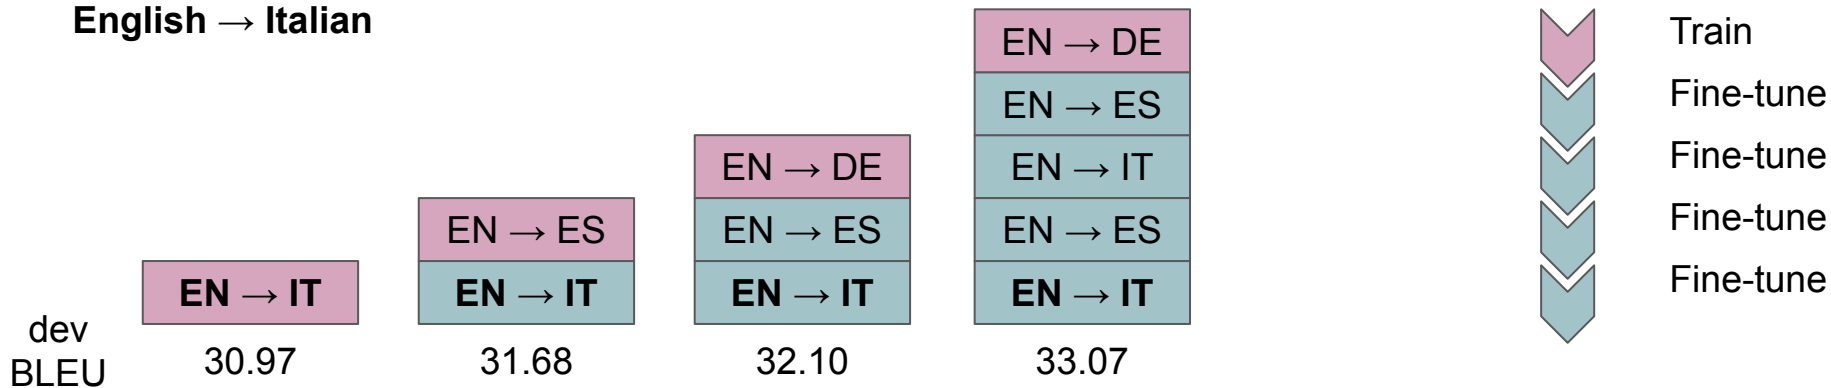 English → Italian
EN → IT
EN → ES
EN → IT
EN → DE
EN → ES
EN → IT
EN → DE
EN → ES
EN → IT
EN → ES
EN → IT
dev
BLEU
30.97
31.68
32.10
33.07
Train
Fine-tune
Fine-tune
Fine-tune
Fine-tune